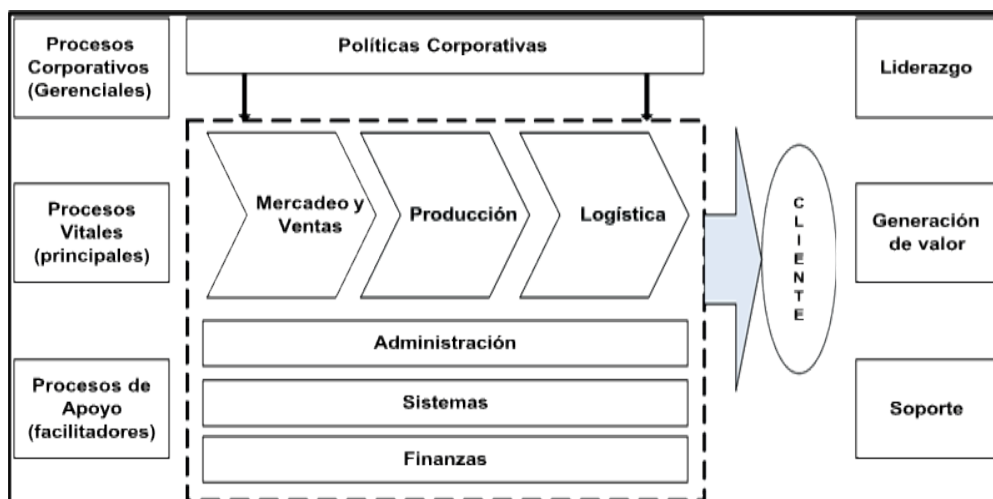 Procesos
Corporativos
(Gerenciales)
Políticas Corporativas
Liderazgo
Procesos
Vitales
(principales)
Mercadeo y
Ventas
Producción
Logística
CLIENTE
Generación
de valor
Procesos de
Apoyo
(facilitadores)
Administración
Sistemas
Finanzas
Soporte